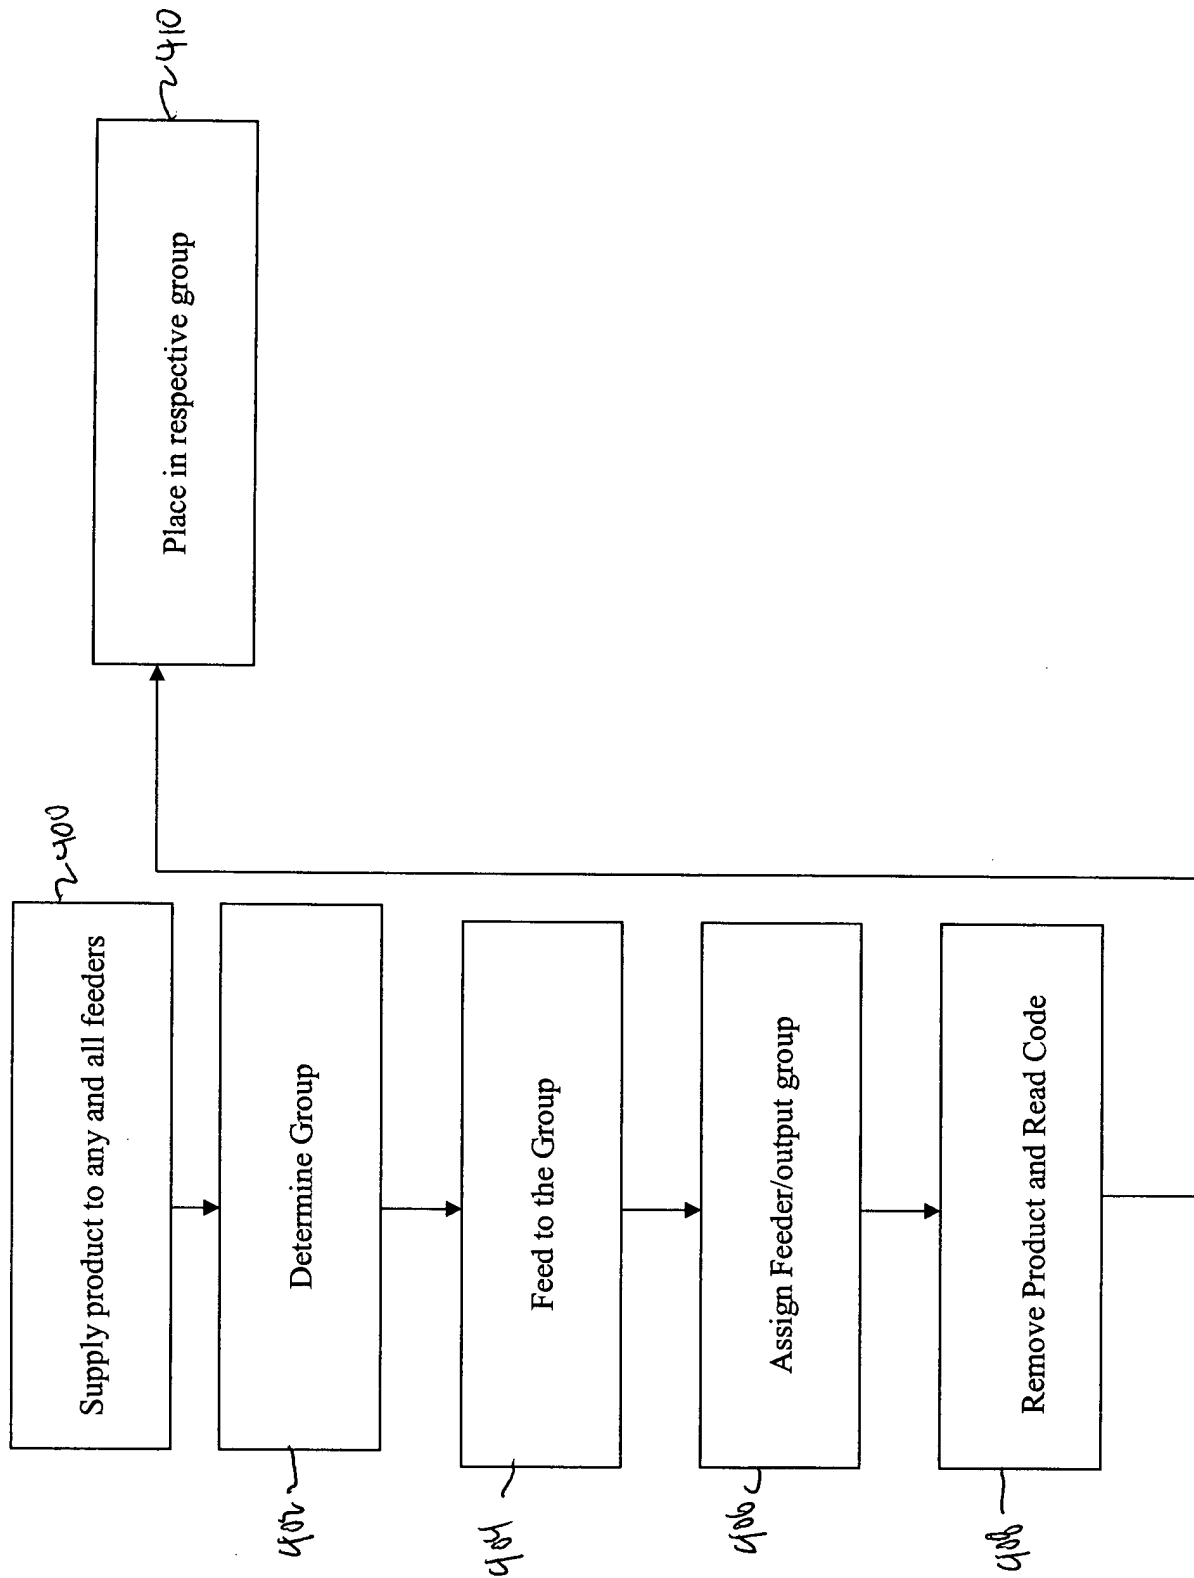 Supply product to any and all feeders
400
Determine Group
402
Feed to the Group
404
Assign Feeder/output group
406
Remove Product and Read Code
408
Place in respective group
410